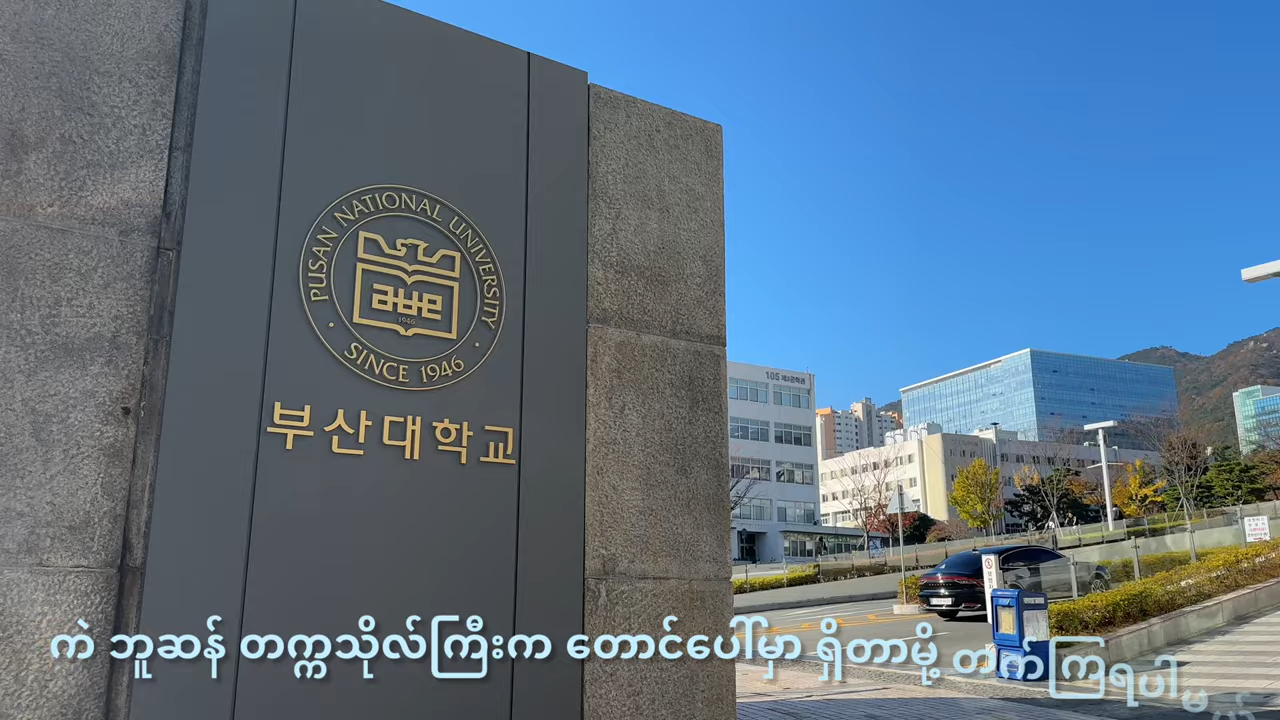 PUSAN NATIONAL UNIVERSITY
SINCE 1946
1946
부산대학교
105
ကဲ ဘူဆန် တက္ကသိုလ်ကြီးက တောင်ပေါ်မှာ ရှိတာမို့ တက်ကြရပါ